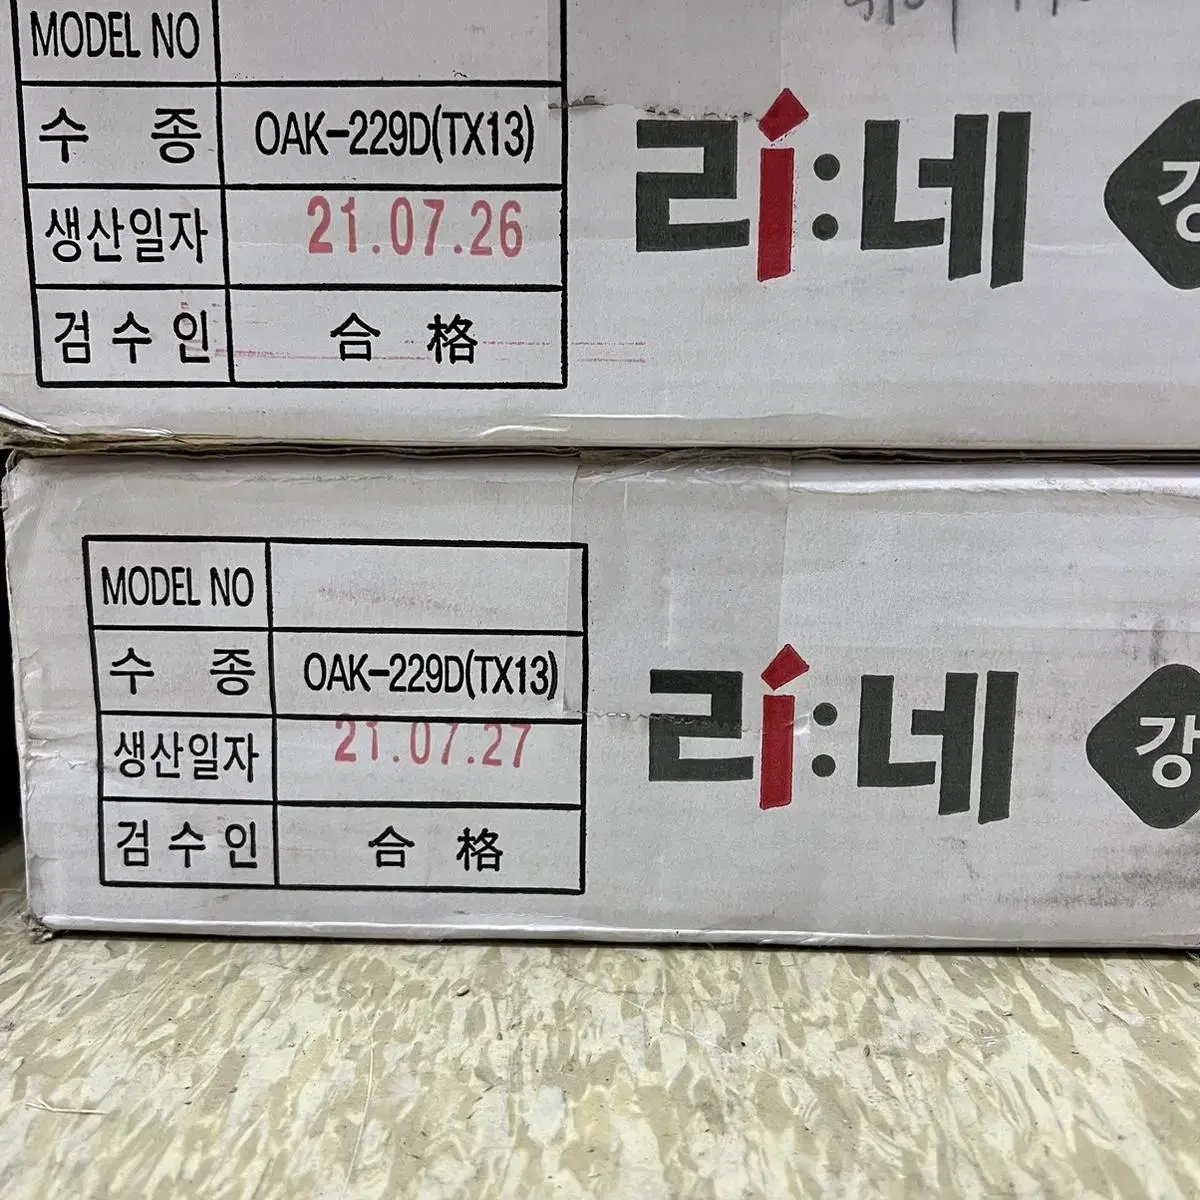 MODEL NO
수 종 OAK-229D(TX13)
생산일자 21.07.26
검수인 合格
리:네
강
MODEL NO
수 종 OAK-229D(TX13)
생산일자 21.07.27
검수인 合格
리:네
강